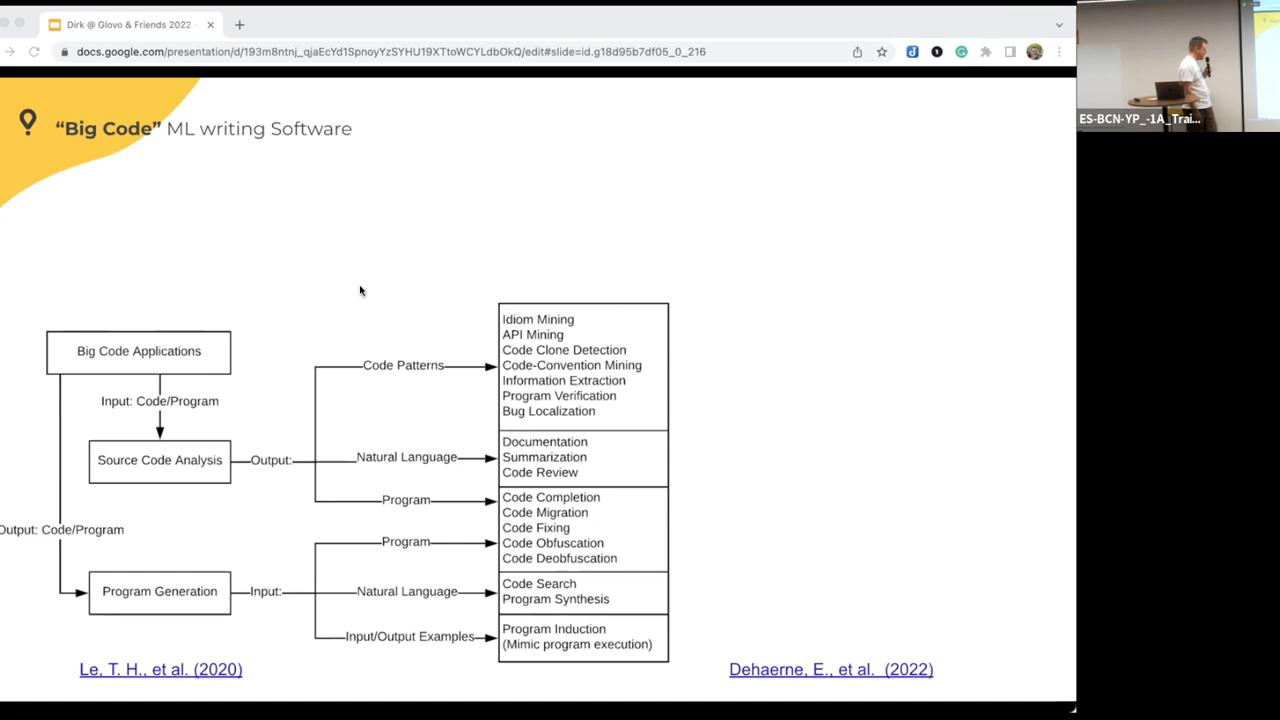 Dirk @ Glovo & Friends 2022
docs.google.com/presentation/d/193m8ntnj_qjaEcYd1SpnoyYzSYHU19XTtoWCYLdbOkQ/edit#slide=id.g18d95b7df05_0_216
ES-BCN-YP_-1A_Trai...
“Big Code” ML writing Software
Big Code Applications
Input: Code/Program
Source Code Analysis
Output:
Code Patterns
Natural Language
Program
Idiom Mining
API Mining
Code Clone Detection
Code-Convention Mining
Information Extraction
Program Verification
Bug Localization
Documentation
Summarization
Code Review
Code Completion
Code Migration
Code Fixing
Code Obfuscation
Code Deobfuscation
Output: Code/Program
Program Generation
Input:
Program
Natural Language
Input/Output Examples
Code Search
Program Synthesis
Program Induction
(Mimic program execution)
Le, T. H., et al. (2020)
Dehaerne, E., et al. (2022)